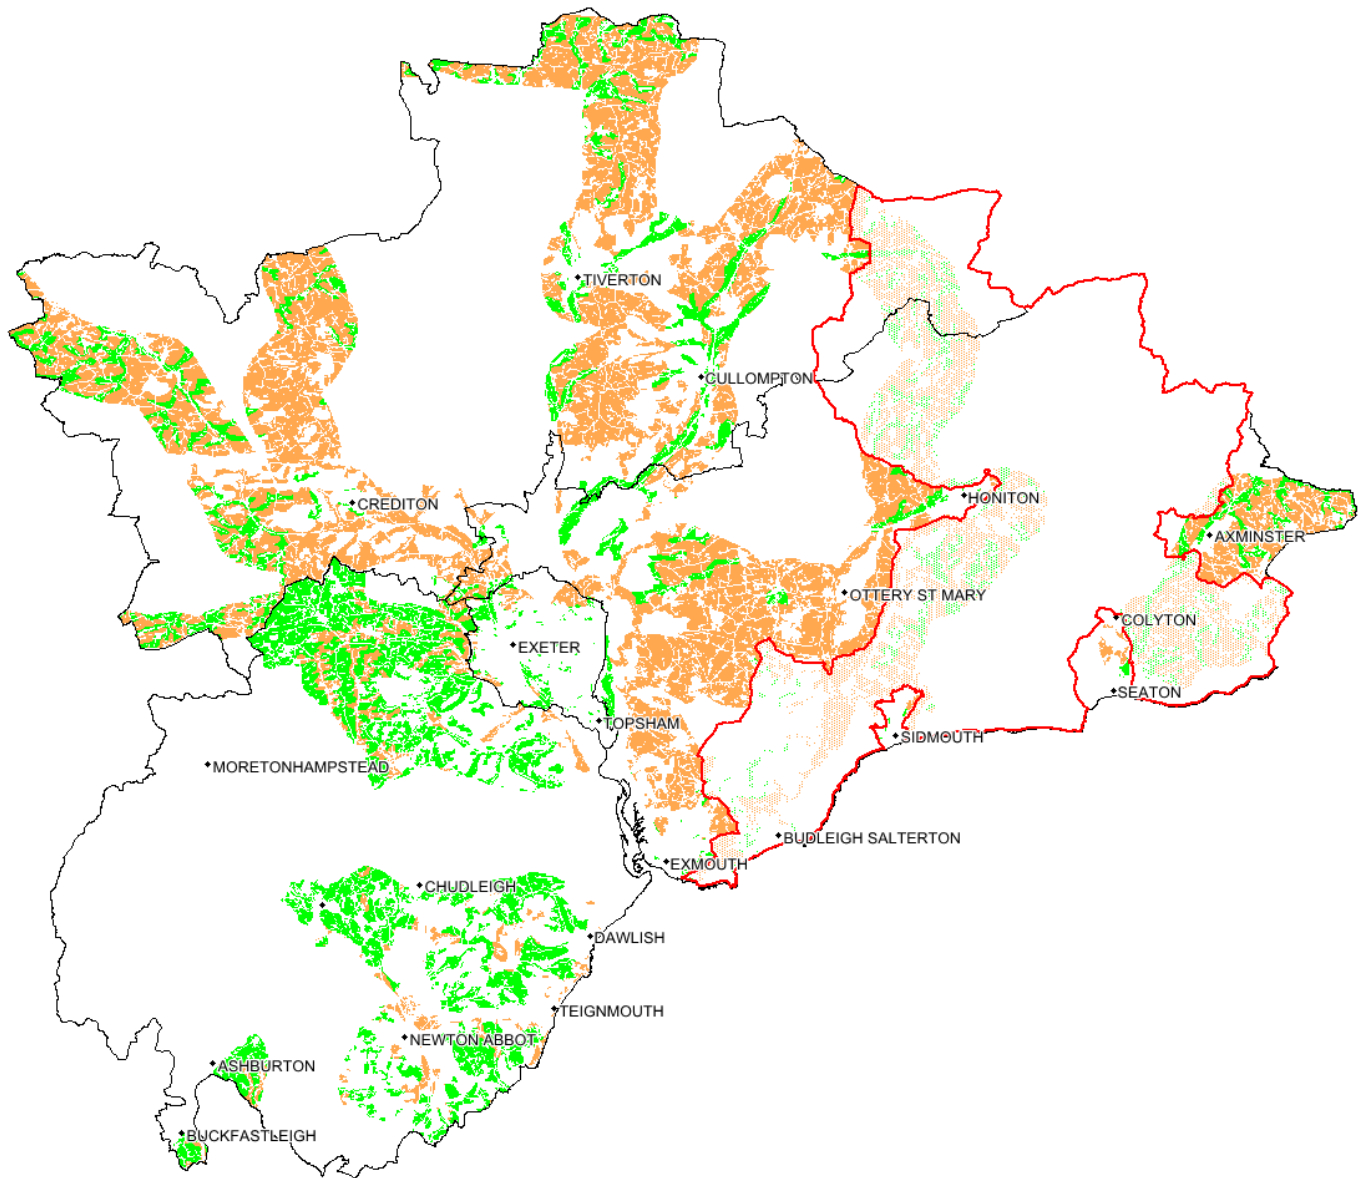 TIVERTON
CULLOMPTON
HONITON
CREDITON
AXMINSTER
OTTERY ST MARY
COLYTON
EXETER
SEATON
TOPSHAM
SIDMOUTH
MORETONHAMPSTEAD
BUDLEIGH SALTERTON
EXMOUTH
CHUDLEIGH
DAWLISH
TEIGNMOUTH
NEWTON ABBOT
ASHBURTON
BUCKFASTLEIGH